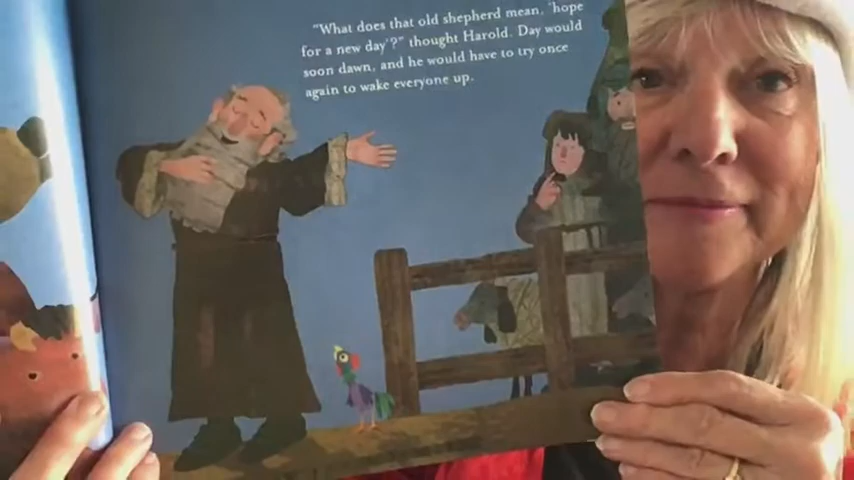 "What does that old shepherd mean, 'hope
for a new day'?" thought Harold. Day would
soon dawn, and he would have to try once
again to wake everyone up.